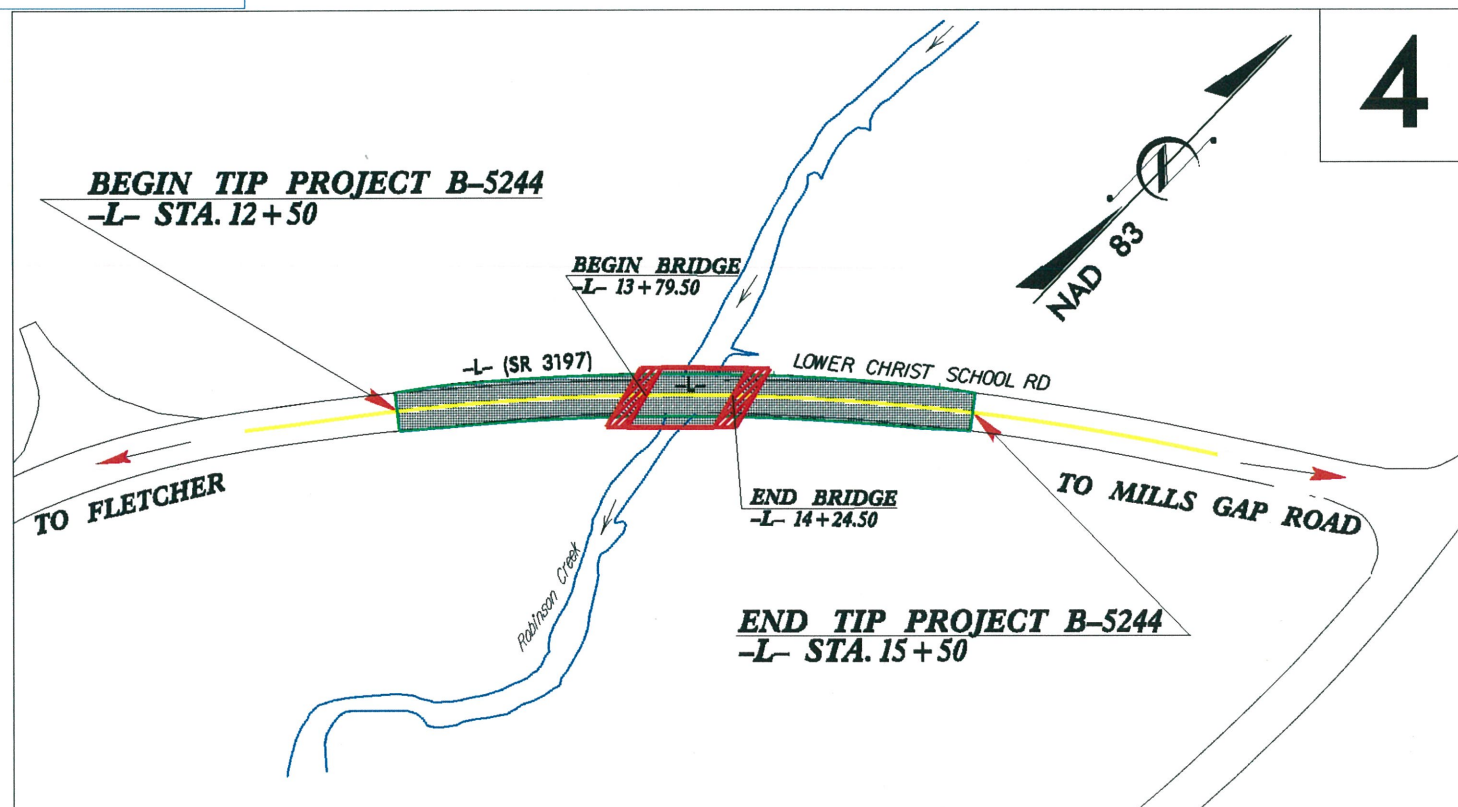 4
BEGIN TIP PROJECT B–5244
–L– STA. 12+50
NAD 83
BEGIN BRIDGE
–L– 13+79.50
–L– (SR 3197)
–L–
LOWER CHRIST SCHOOL RD
TO FLETCHER
END BRIDGE
–L– 14+24.50
TO MILLS GAP ROAD
Robinson Creek
END TIP PROJECT B–5244
–L– STA. 15+50